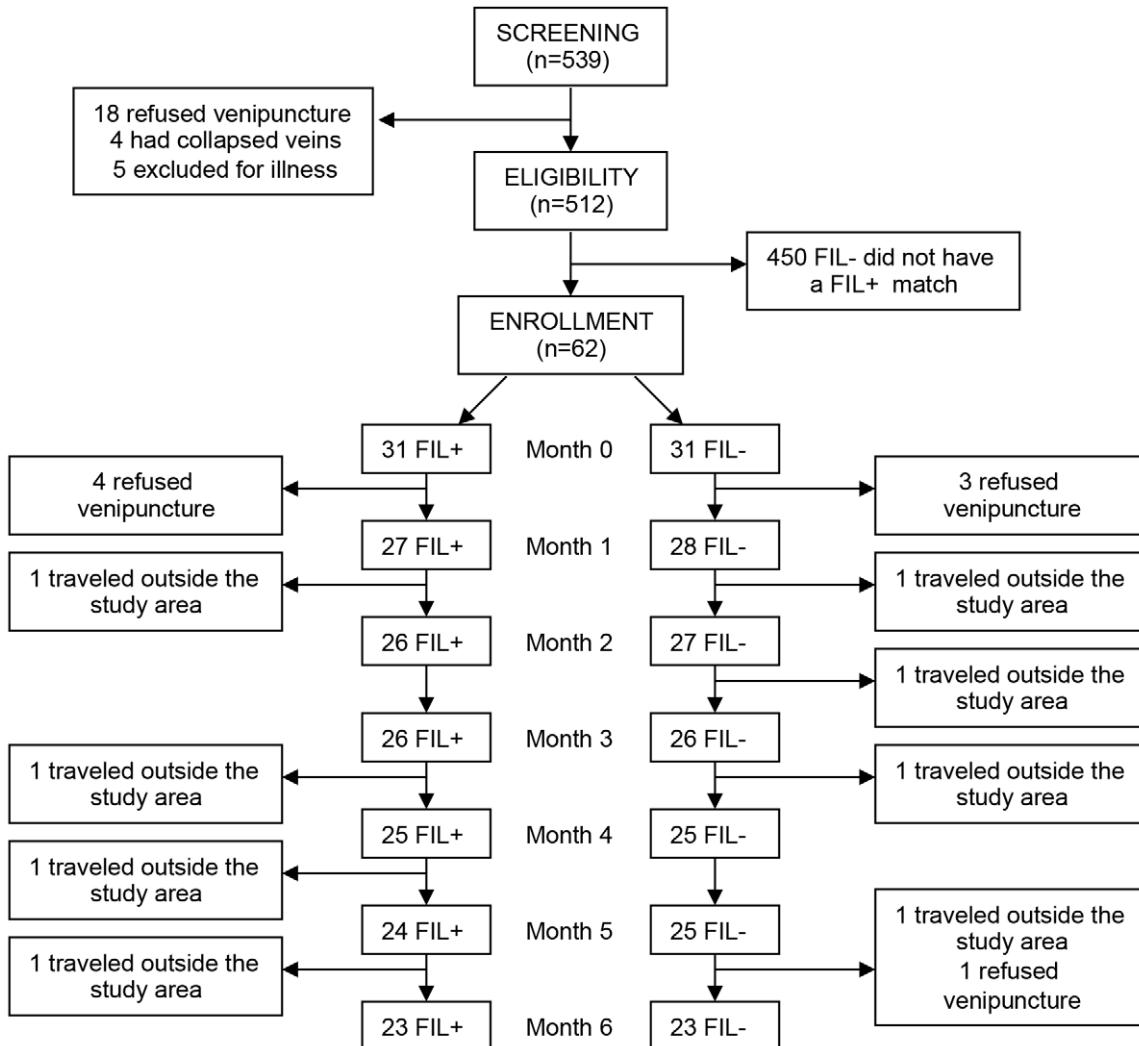 SCREENING
(n=539)
18 refused venipuncture
4 had collapsed veins
5 excluded for illness
ELIGIBILITY
(n=512)
450 FIL- did not have
a FIL+ match
ENROLLMENT
(n=62)
31 FIL+ Month 0 31 FIL-
4 refused
venipuncture
3 refused
venipuncture
27 FIL+ Month 1 28 FIL-
1 traveled outside the
study area
1 traveled outside the
study area
26 FIL+ Month 2 27 FIL-
1 traveled outside the
study area
26 FIL+ Month 3 26 FIL-
1 traveled outside the
study area
1 traveled outside the
study area
25 FIL+ Month 4 25 FIL-
1 traveled outside the
study area
24 FIL+ Month 5 25 FIL-
1 traveled outside the
study area
1 traveled outside the
study area
1 refused
venipuncture
23 FIL+ Month 6 23 FIL-